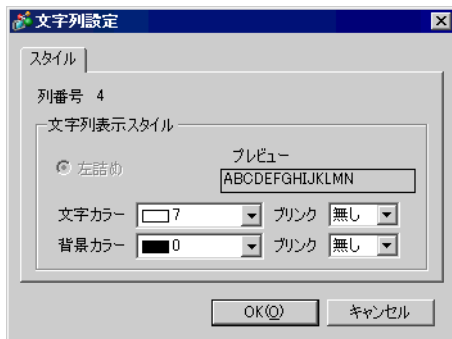 文字列設定
スタイル
列番号 4
文字列表示スタイル
左詰め
プレビュー
ABCDEFGHIJKLMN
文字カラー 7 ブリンク 無し
背景カラー 0 ブリンク 無し
OK(O) キャンセル